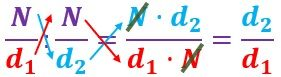 N/d₁ : N/d₂ = N · d₂/d₁ · N = d₂/d₁